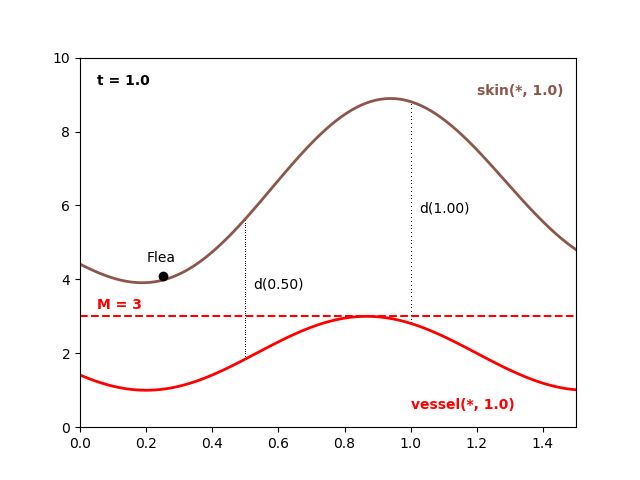 10
t = 1.0
skin(*, 1.0)
8
6
d(1.00)
Flea
4
d(0.50)
M = 3
2
vessel(*, 1.0)
0
0.0 0.2 0.4 0.6 0.8 1.0 1.2 1.4